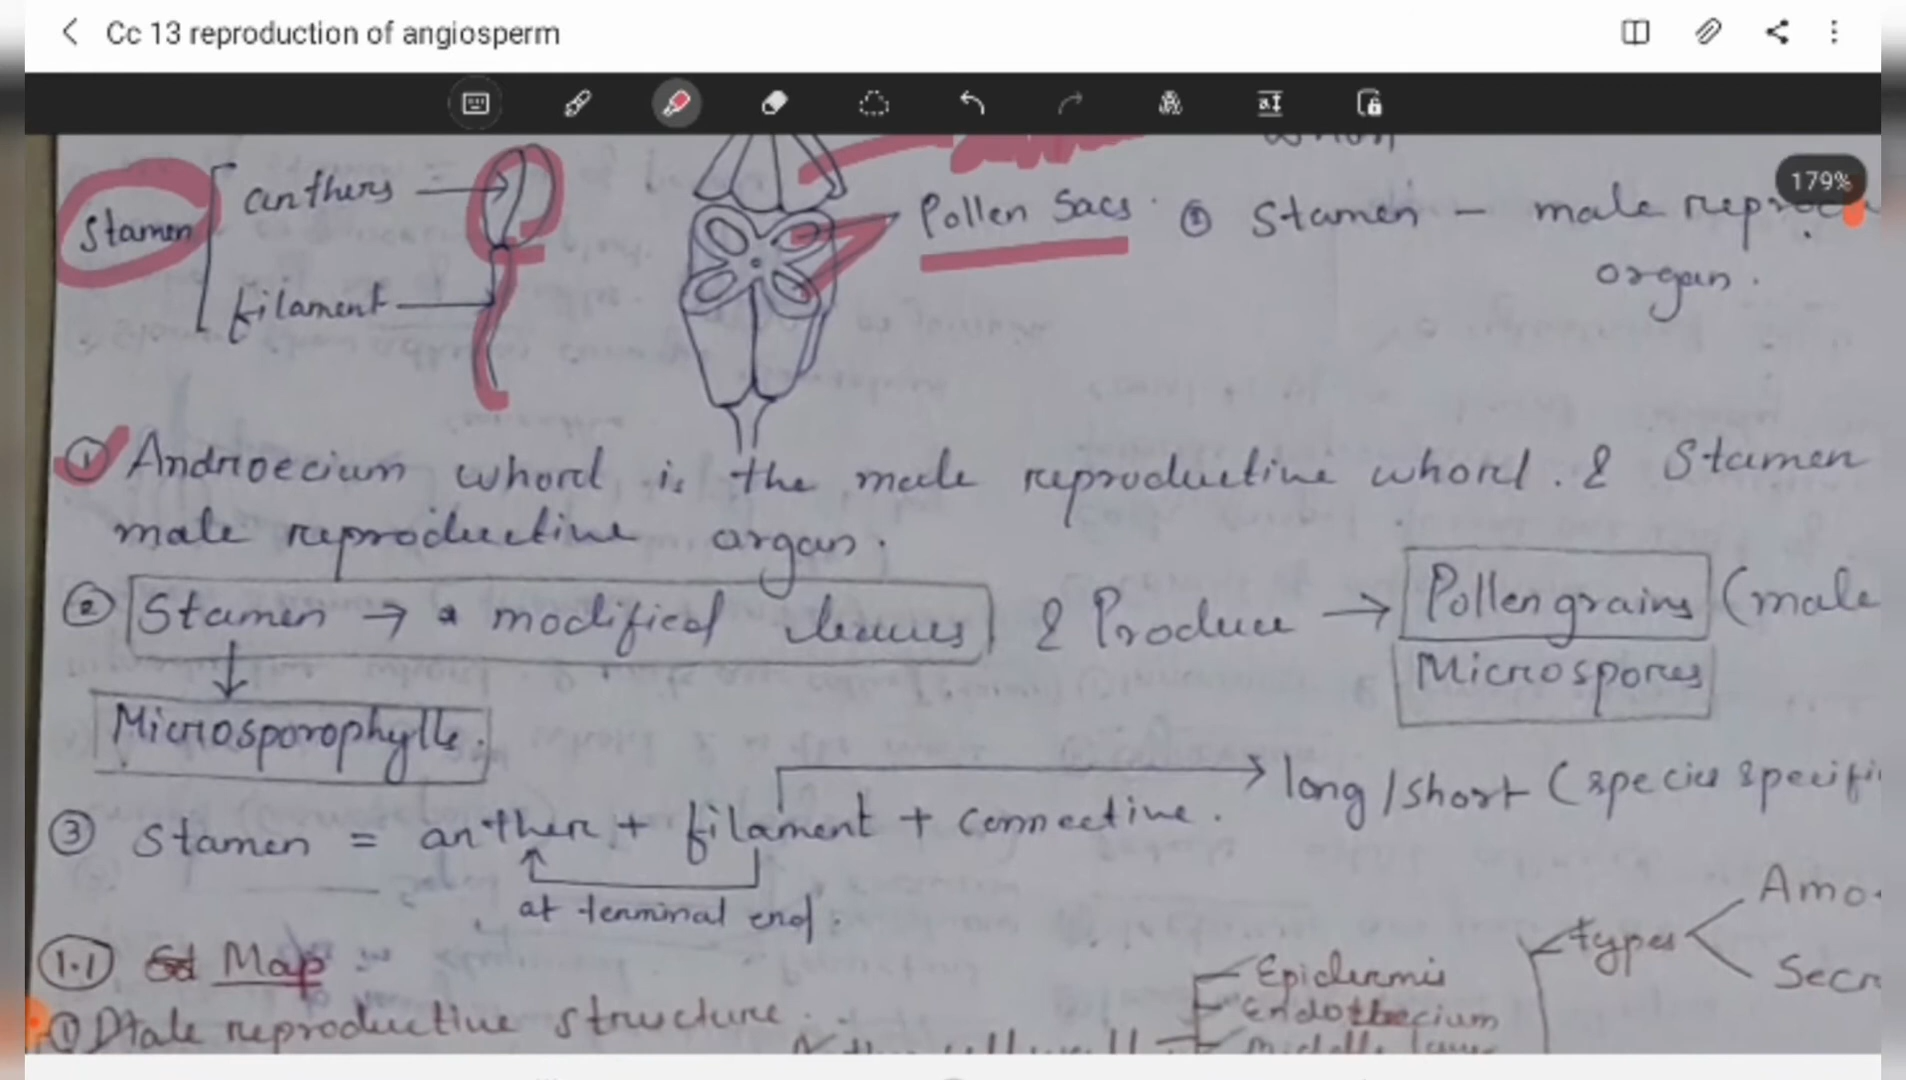 Cc 13 reproduction of angiosperm
179%
Stamen
anthers
filament
Pollen Sacs.
② Stamen - male
organ.
① Andrioecium whorl is the male reproductive whorl. & Stamen
male reproductive organ.
② Stamen → a modified leaves & Produce → Pollen grains (male
Microspores
Microsporophylls.
③ Stamen = anther + filament + connective. → long/short (species specifi
at terminal end.
types
Amo
Secr
1.1 Map
Epidermis
① Male reproductive structure.
Endothecium
Middle